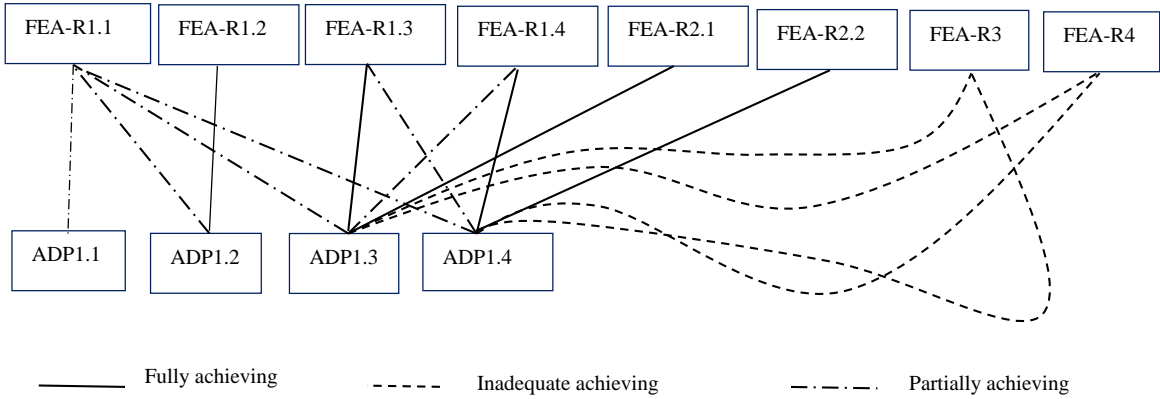 FEA-R1.1
FEA-R1.2
FEA-R1.3
FEA-R1.4
FEA-R2.1
FEA-R2.2
FEA-R3
FEA-R4
ADP1.1
ADP1.2
ADP1.3
ADP1.4
Fully achieving
Inadequate achieving
Partially achieving